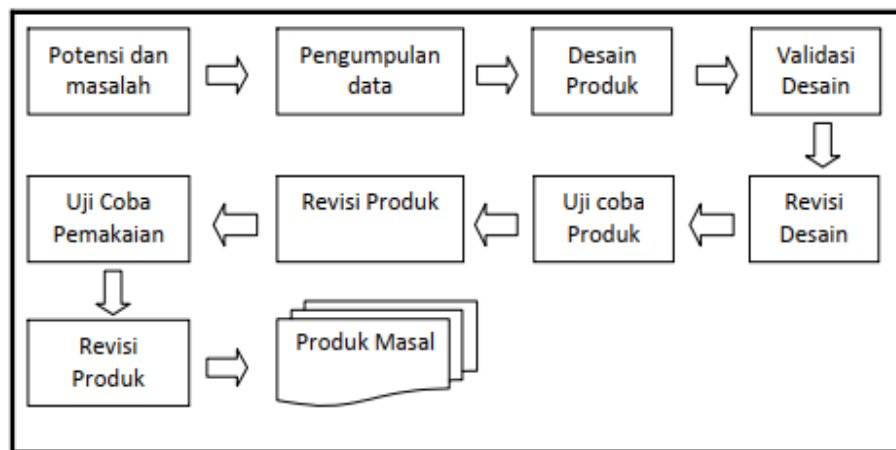 Potensi dan
masalah
Pengumpulan
data
Desain
Produk
Validasi
Desain
Revisi
Desain
Uji coba
Produk
Revisi Produk
Uji Coba
Pemakaian
Revisi
Produk
Produk Masal